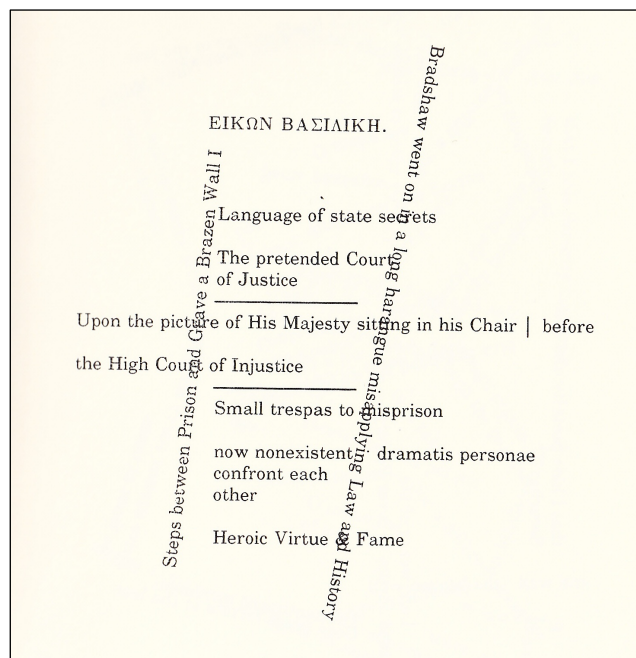 ΕΙΚΩΝ ΒΑΣΙΛΙΚΗ.
Language of state secrets
The pretended Court
of Justice
Upon the picture of His Majesty sitting in his Chair | before
the High Court of Injustice
Small trespas to misprison
now nonexistent dramatis personae
confront each
other
Heroic Virtue & Fame
Steps between Prison and Grave a Brazen Wall I
Bradshaw went on in a long harangue misapplying Law and History